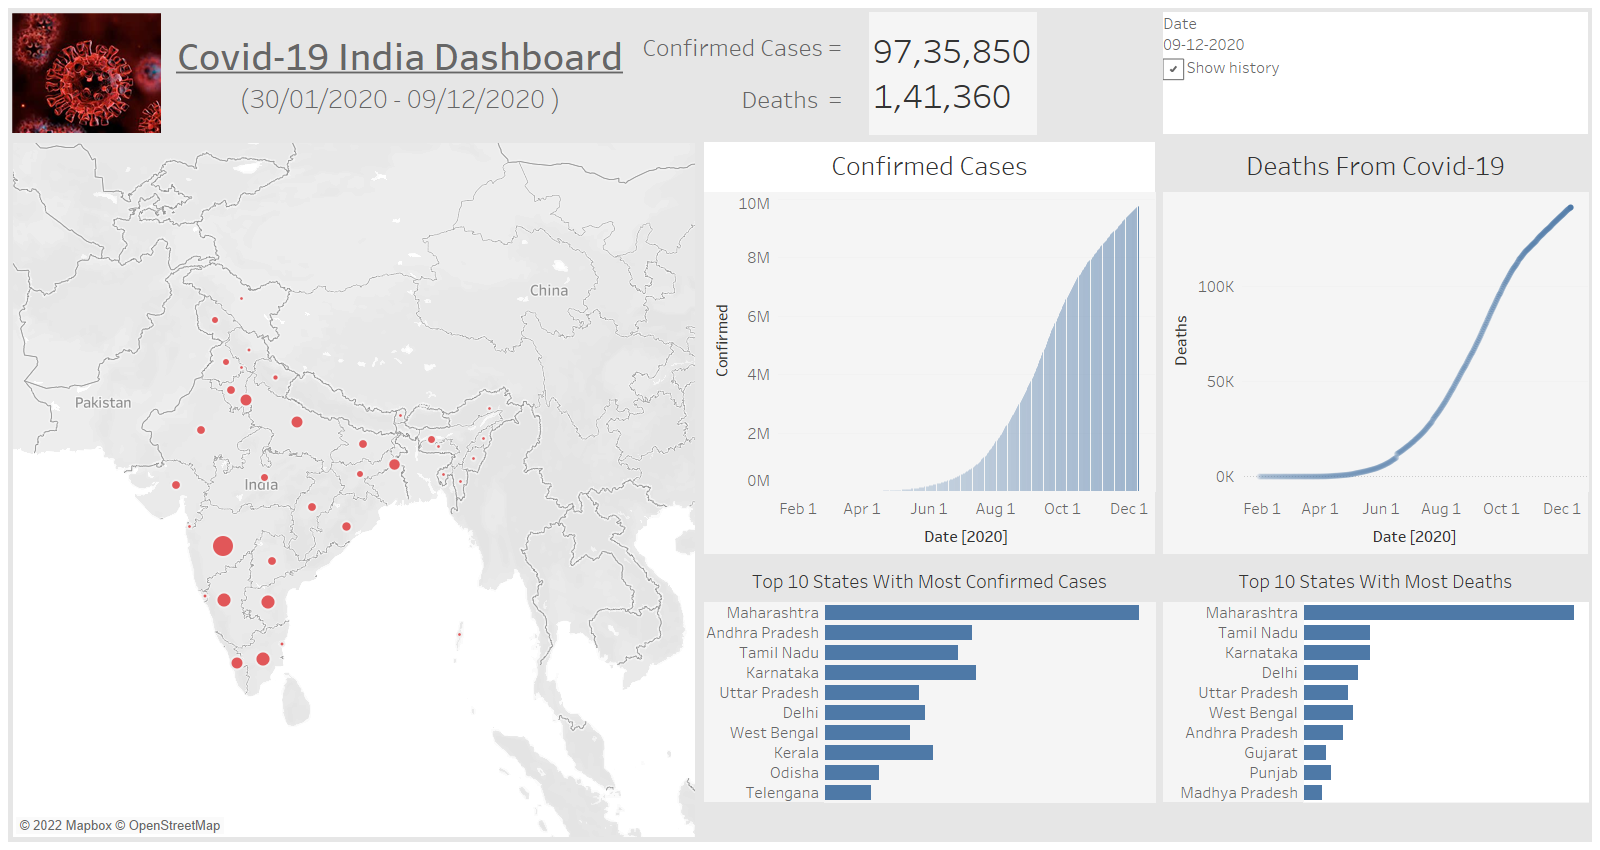 Covid-19 India Dashboard
(30/01/2020 - 09/12/2020 )
Confirmed Cases = 97,35,850
Deaths = 1,41,360
Date
09-12-2020
Show history
China
Pakistan
India
© 2022 Mapbox © OpenStreetMap
Confirmed Cases
Confirmed
10M
8M
6M
4M
2M
0M
Feb 1 Apr 1 Jun 1 Aug 1 Oct 1 Dec 1
Date [2020]
Deaths From Covid-19
Deaths
100K
50K
0K
Feb 1 Apr 1 Jun 1 Aug 1 Oct 1 Dec 1
Date [2020]
Top 10 States With Most Confirmed Cases
Maharashtra
Andhra Pradesh
Tamil Nadu
Karnataka
Uttar Pradesh
Delhi
West Bengal
Kerala
Odisha
Telengana
Top 10 States With Most Deaths
Maharashtra
Tamil Nadu
Karnataka
Delhi
Uttar Pradesh
West Bengal
Andhra Pradesh
Gujarat
Punjab
Madhya Pradesh